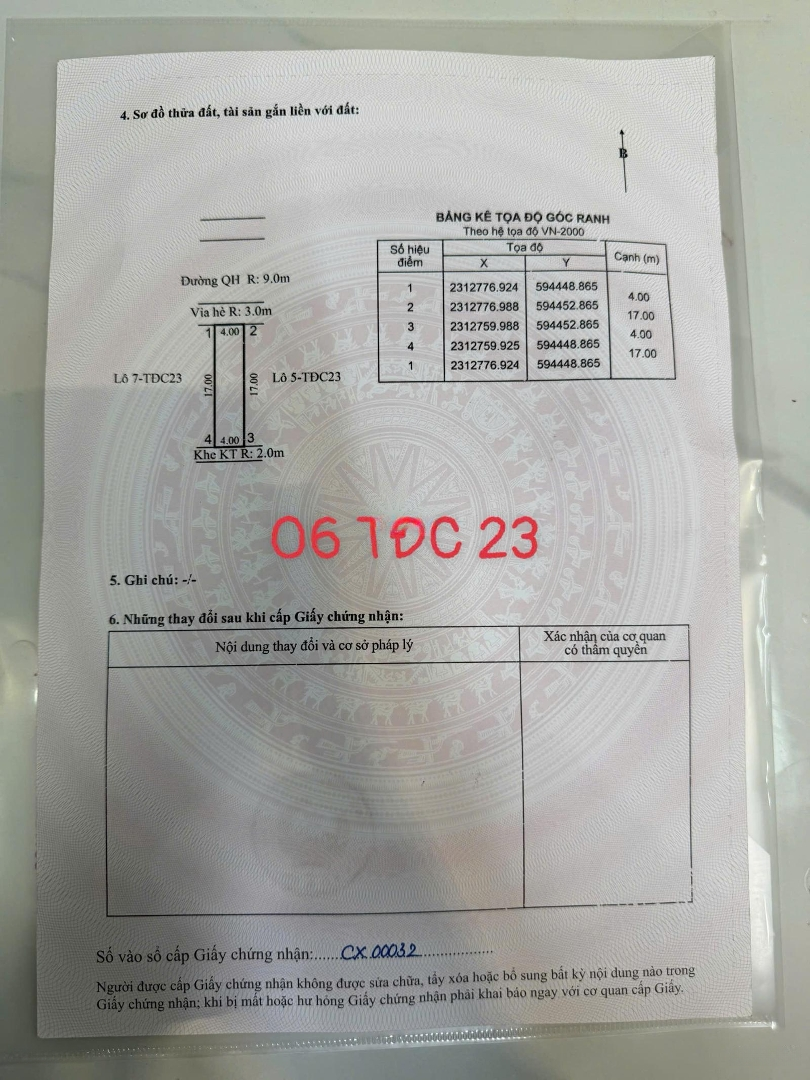 4. Sơ đồ thửa đất, tài sản gắn liền với đất:
B
BẢNG KÊ TỌA ĐỘ GÓC RANH
Theo hệ tọa độ VN-2000
Số hiệu điểm Tọa độ Cạnh (m)
X Y
1 2312776.924 594448.865
4.00
2 2312776.988 594452.865
17.00
3 2312759.988 594452.865
4.00
4 2312759.925 594448.865
17.00
1 2312776.924 594448.865
Đường QH R: 9.0m
Vỉa hè R: 3.0m
1 4.00 2
Lô 7-TĐC23 17.00 17.00 Lô 5-TĐC23
4 4.00 3
Khe KT R: 2.0m
06 TĐC 23
5. Ghi chú: -/-
6. Những thay đổi sau khi cấp Giấy chứng nhận:
Nội dung thay đổi và cơ sở pháp lý
Xác nhận của cơ quan
có thẩm quyền
Số vào sổ cấp Giấy chứng nhận:......CX 00032..................
Người được cấp Giấy chứng nhận không được sửa chữa, tẩy xóa hoặc bổ sung bất kỳ nội dung nào trong
Giấy chứng nhận; khi bị mất hoặc hư hỏng Giấy chứng nhận phải khai báo ngay với cơ quan cấp Giấy.